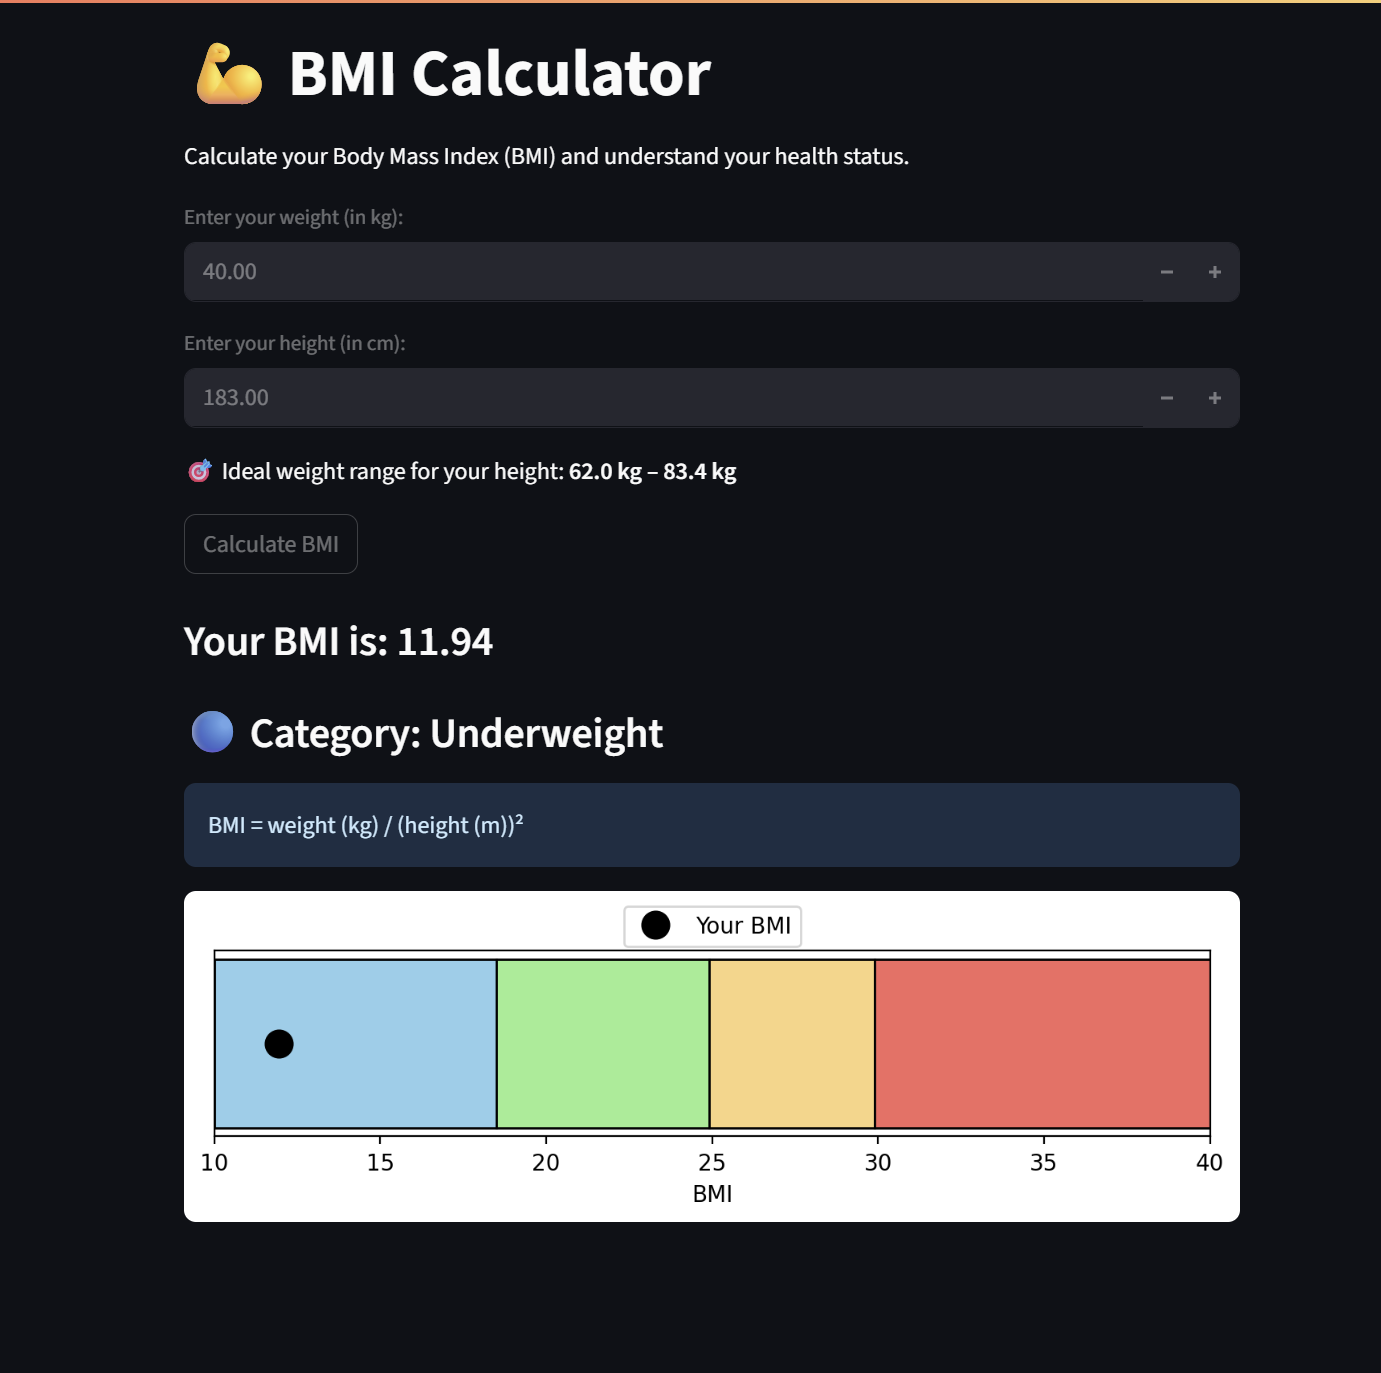 💪 BMI Calculator
Calculate your Body Mass Index (BMI) and understand your health status.
Enter your weight (in kg):
40.00 − +
Enter your height (in cm):
183.00 − +
🎯 Ideal weight range for your height: 62.0 kg – 83.4 kg
Calculate BMI
Your BMI is: 11.94
🔵 Category: Underweight
BMI = weight (kg) / (height (m))²
Your BMI
10 15 20 25 30 35 40
BMI